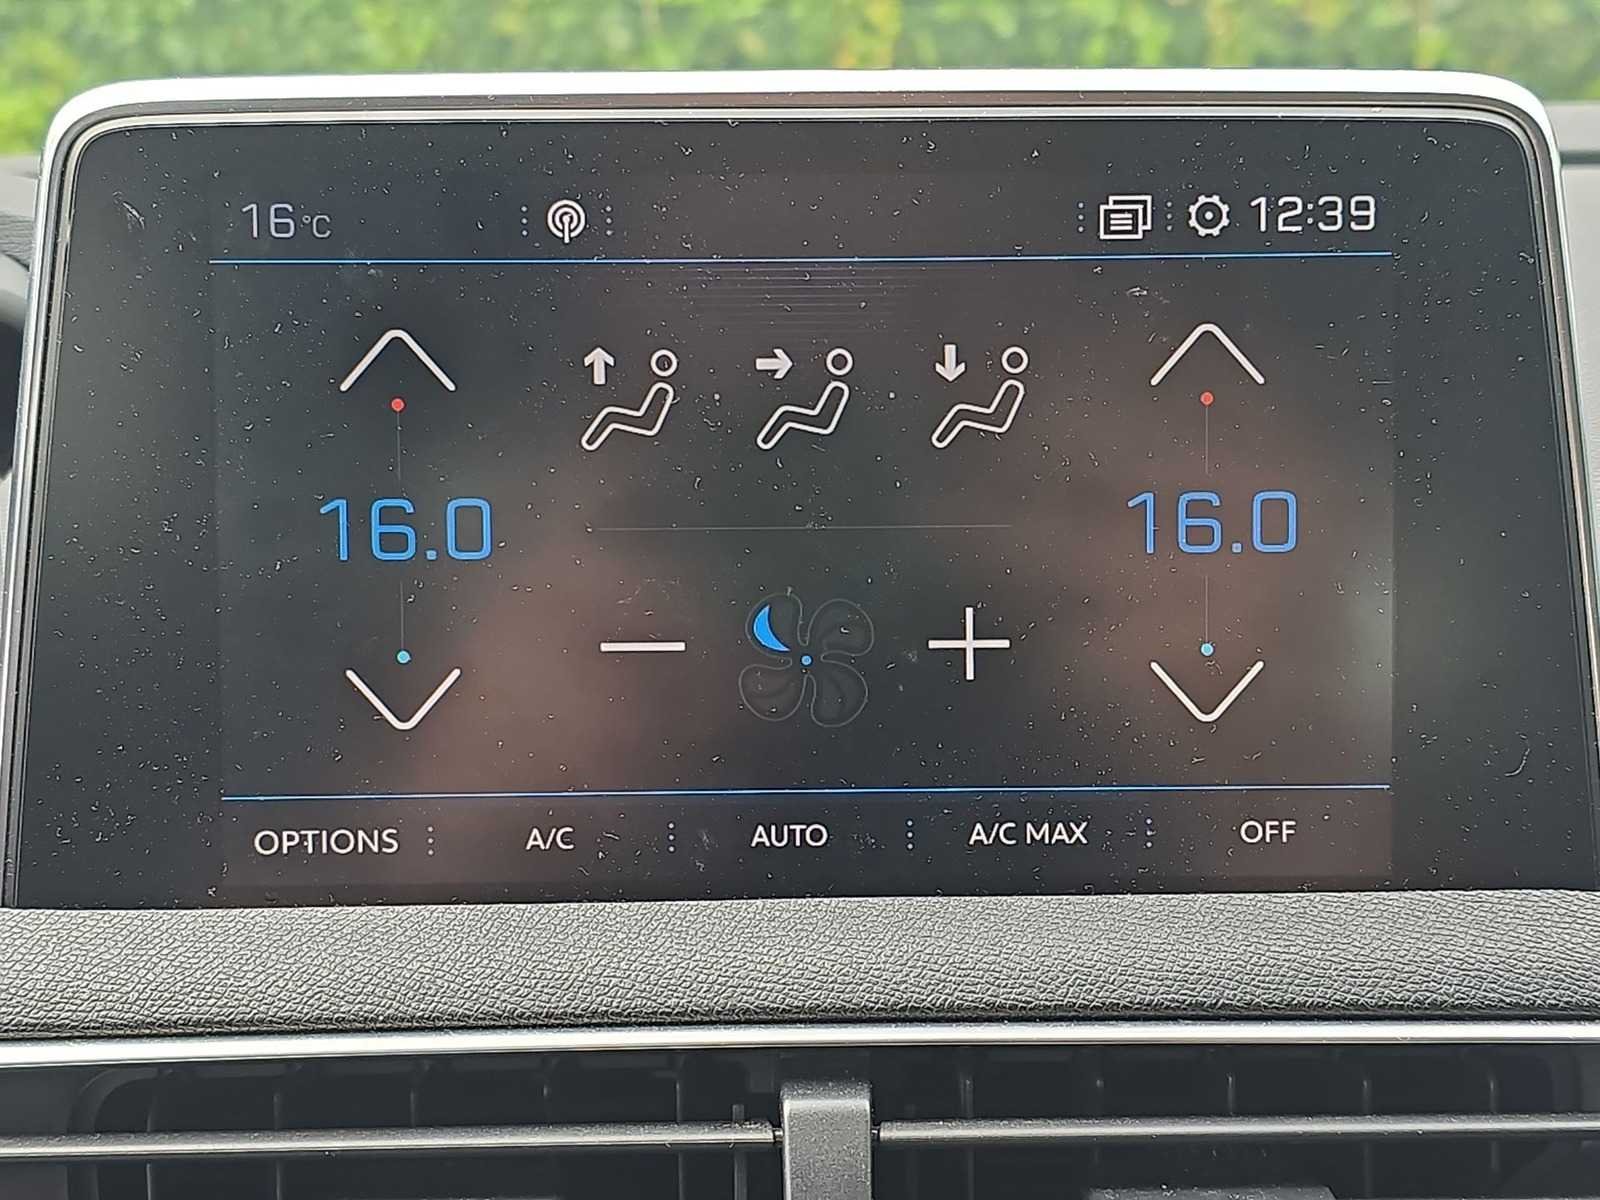 16°C 12:39
16.0 16.0
OPTIONS A/C AUTO A/C MAX OFF